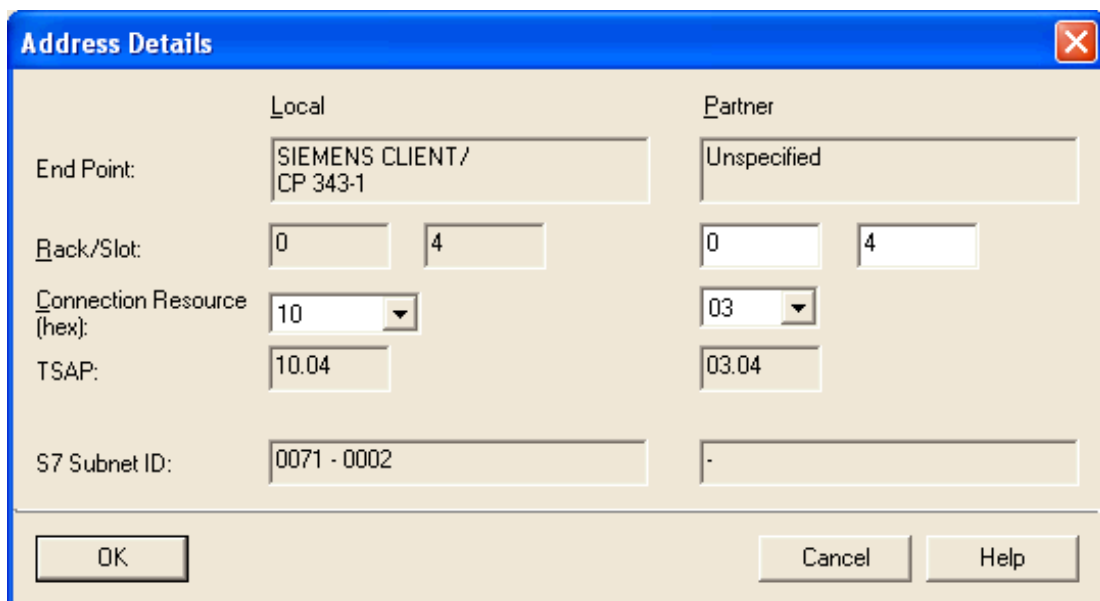 Address Details
Local Partner
End Point: SIEMENS CLIENT/ Unspecified
CP 343-1
Rack/Slot: 0 4 0 4
Connection Resource
(hex): 10 03
TSAP: 10.04 03.04
S7 Subnet ID: 0071 - 0002 -
OK Cancel Help